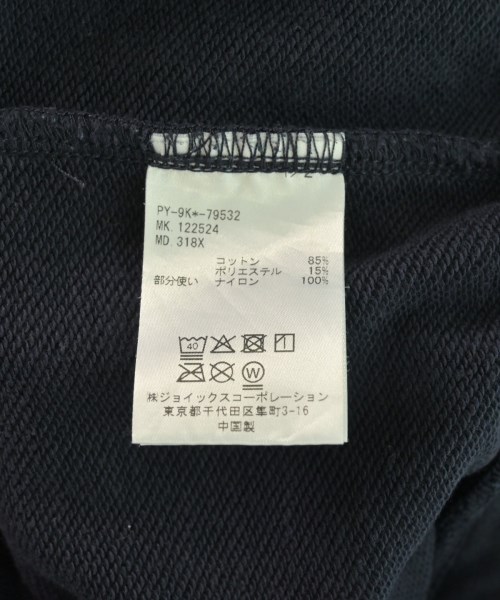 PY-9K*-79532
MK. 122524
MD. 318X
コットン 85%
ポリエステル 15%
部分使い ナイロン 100%
40
W
㈱ジョイックスコーポレーション
東京都千代田区隼町3-16
中国製